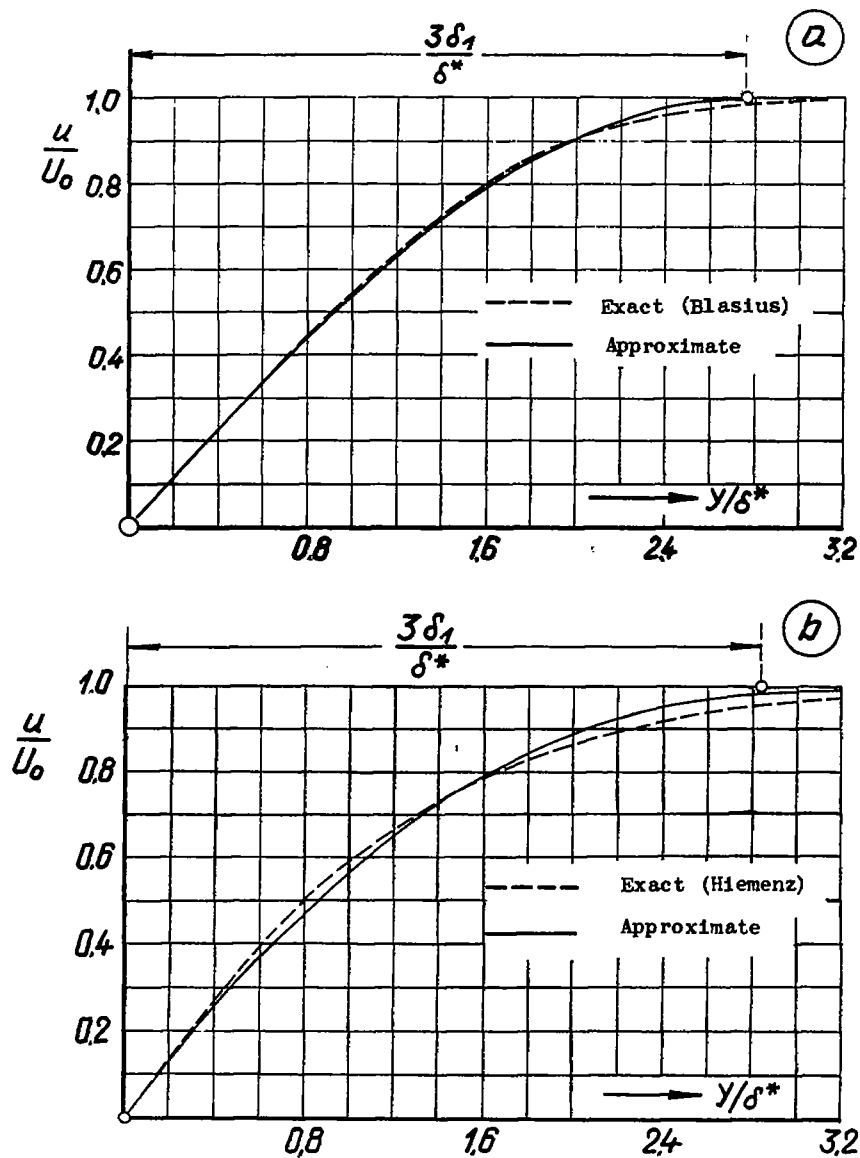 a
3δ₁
δ*
1,0
u
U₀
0,8
0,6
Exact (Blasius)
0,4
Approximate
0,2
y/δ*
0,8 1,6 2,4 3,2
b
3δ₁
δ*
1.0
u
U₀
0,8
0,6
Exact (Hiemenz)
Approximate
0,4
0,2
y/δ*
0,8 1,6 2,4 3,2